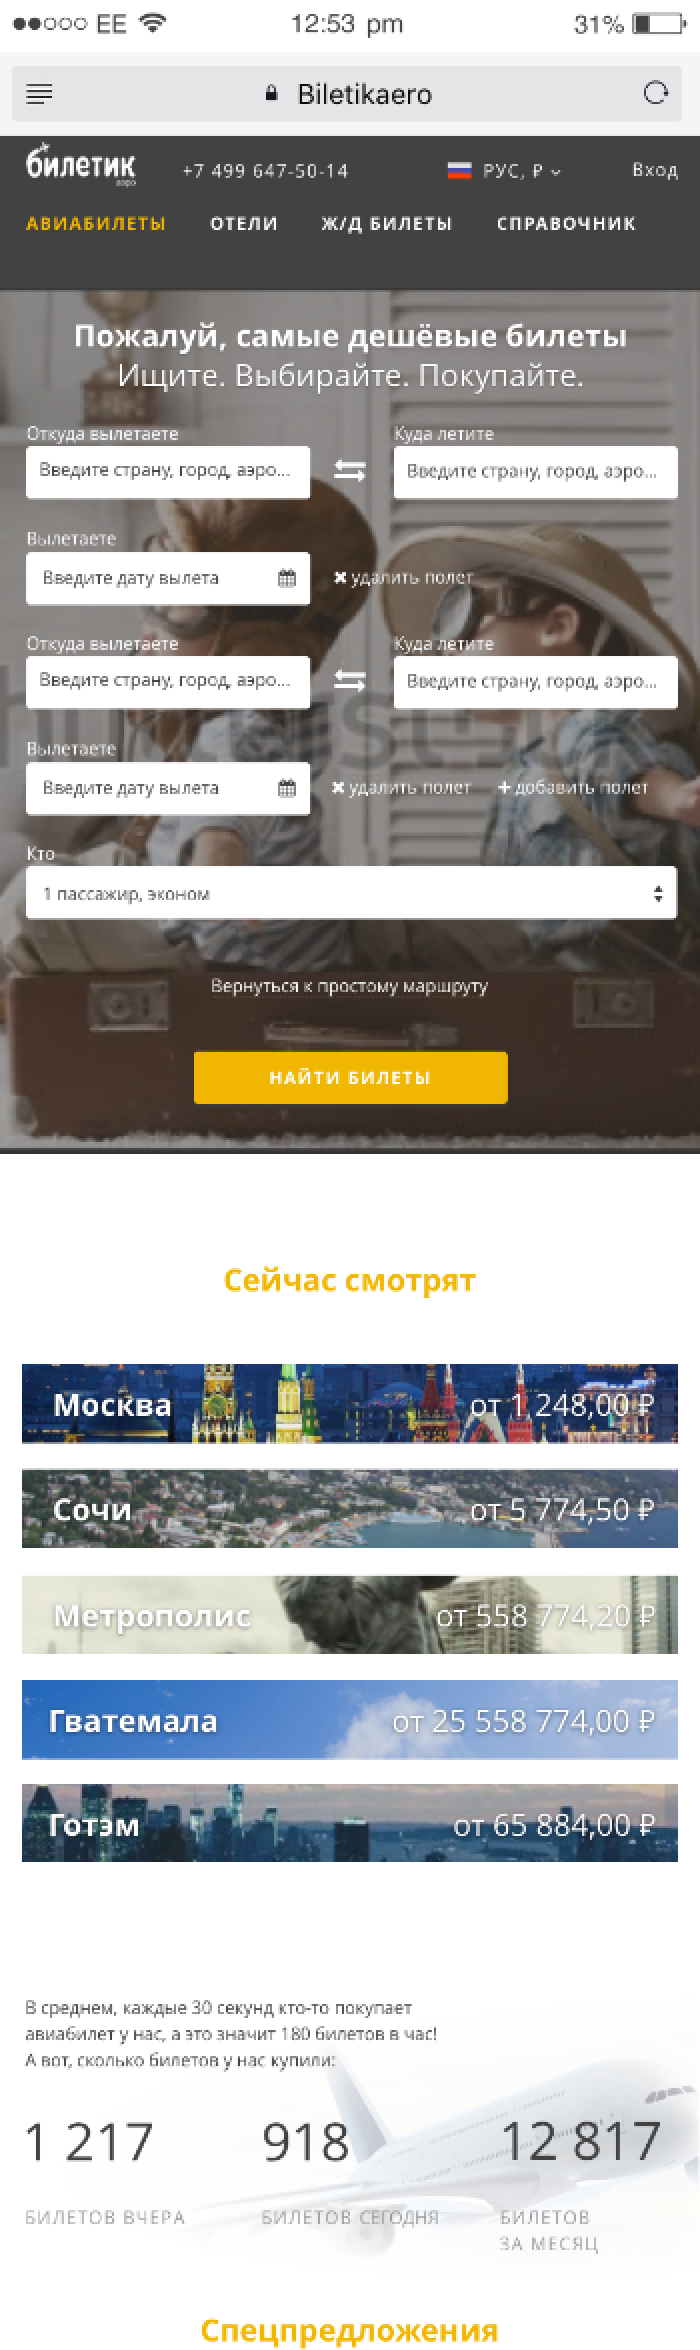 EE 12:53 pm 31%
Biletikaero
билетик
аэро
+7 499 647-50-14 РУС, ₽ Вход
АВИАБИЛЕТЫ ОТЕЛИ Ж/Д БИЛЕТЫ СПРАВОЧНИК
Пожалуй, самые дешёвые билеты
Ищите. Выбирайте. Покупайте.
Откуда вылетаете Куда летите
Введите страну, город, аэро... Введите страну, город, аэро...
Вылетаете
Введите дату вылета удалить полет
Откуда вылетаете Куда летите
Введите страну, город, аэро... Введите страну, город, аэро...
Вылетаете
Введите дату вылета удалить полет добавить полет
Кто
1 пассажир, эконом
Вернуться к простому маршруту
НАЙТИ БИЛЕТЫ
Сейчас смотрят
Москва от 1 248,00 ₽
Сочи от 5 774,50 ₽
Метрополис от 558 774,20 ₽
Гватемала от 25 558 774,00 ₽
Готэм от 65 884,00 ₽
В среднем, каждые 30 секунд кто-то покупает
авиабилет у нас, а это значит 180 билетов в час!
А вот, сколько билетов у нас купили:
1 217 918 12 817
БИЛЕТОВ ВЧЕРА БИЛЕТОВ СЕГОДНЯ БИЛЕТОВ
ЗА МЕСЯЦ
Спецпредложения